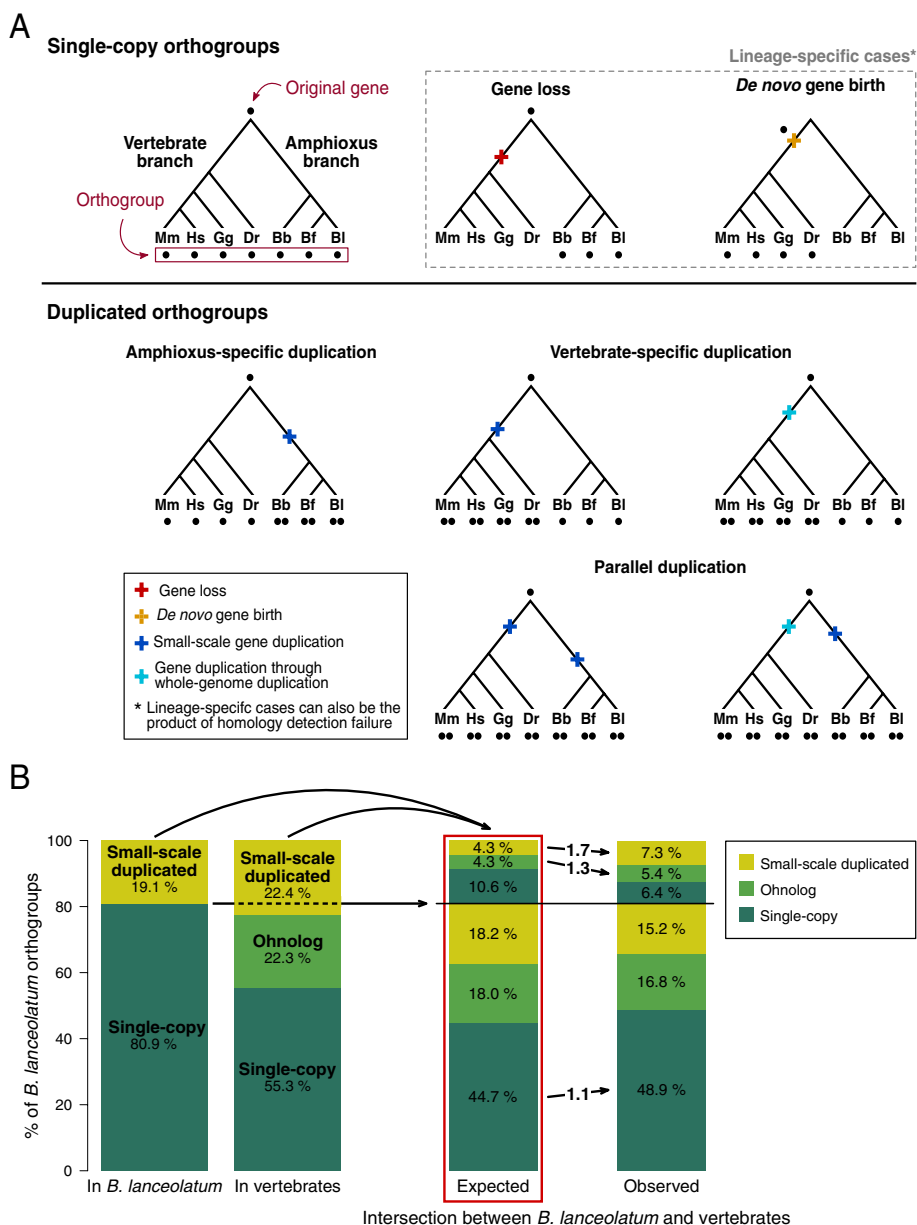 A
Single-copy orthogroups
Lineage-specific cases*
Original gene
Gene loss
De novo gene birth
Vertebrate
branch
Amphioxus
branch
Orthogroup
Mm Hs Gg Dr Bb Bf Bl
Mm Hs Gg Dr Bb Bf Bl
Mm Hs Gg Dr Bb Bf Bl
Duplicated orthogroups
Amphioxus-specific duplication
Vertebrate-specific duplication
Mm Hs Gg Dr Bb Bf Bl
Mm Hs Gg Dr Bb Bf Bl
Mm Hs Gg Dr Bb Bf Bl
Parallel duplication
Gene loss
De novo gene birth
Small-scale gene duplication
Gene duplication through
whole-genome duplication
* Lineage-specifc cases can also be the
product of homology detection failure
Mm Hs Gg Dr Bb Bf Bl
Mm Hs Gg Dr Bb Bf Bl
B
% of B. lanceolatum orthogroups
100
80
60
40
20
0
Small-scale
duplicated
19.1 %
Single-copy
80.9 %
In B. lanceolatum
Small-scale
duplicated
22.4 %
Ohnolog
22.3 %
Single-copy
55.3 %
In vertebrates
4.3 %
4.3 %
10.6 %
18.2 %
18.0 %
44.7 %
Expected
1.7
1.3
1.1
7.3 %
5.4 %
6.4 %
15.2 %
16.8 %
48.9 %
Observed
Small-scale duplicated
Ohnolog
Single-copy
Intersection between B. lanceolatum and vertebrates